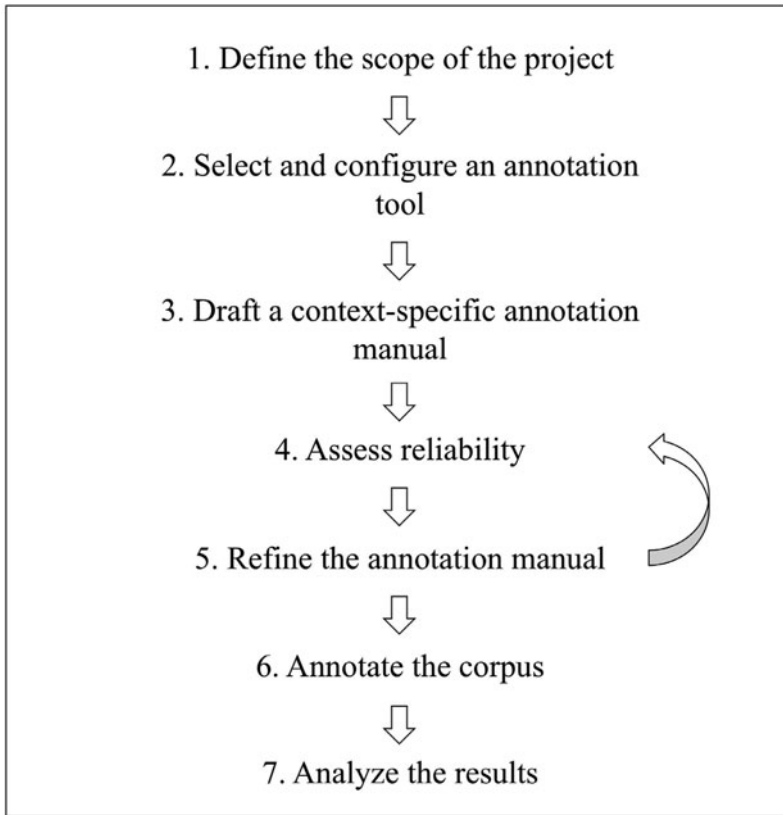 1. Define the scope of the project
2. Select and configure an annotation
tool
3. Draft a context-specific annotation
manual
4. Assess reliability
5. Refine the annotation manual
6. Annotate the corpus
7. Analyze the results